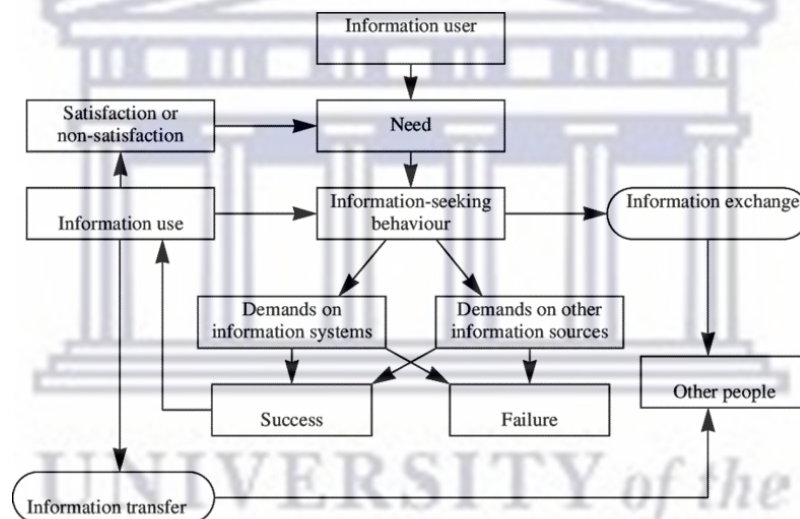 Information user
Satisfaction or
non-satisfaction
Need
Information use
Information-seeking
behaviour
Information exchange
Demands on
information systems
Demands on other
information sources
Success
Failure
Other people
Information transfer
UNIVERSITY of the